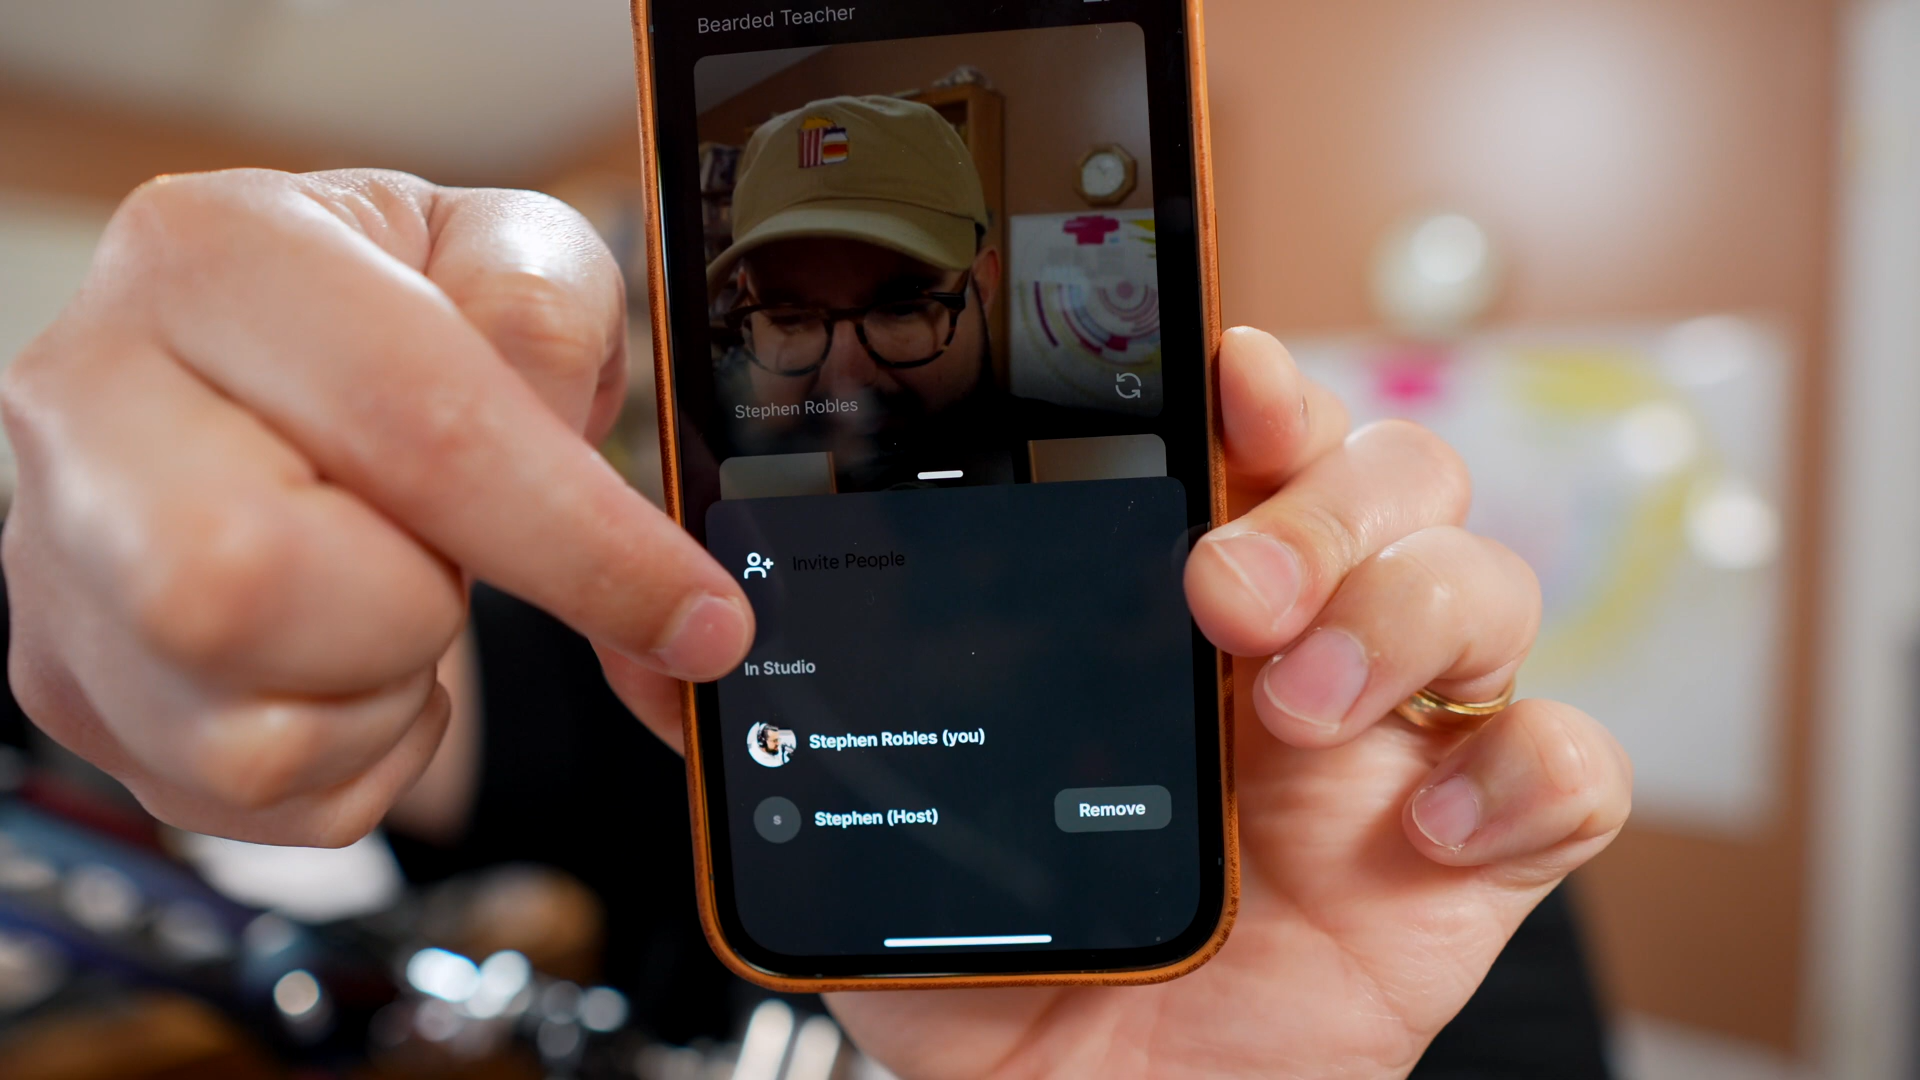 Bearded Teacher
Stephen Robles
Invite People
In Studio
Stephen Robles (you)
s
Stephen (Host)
Remove